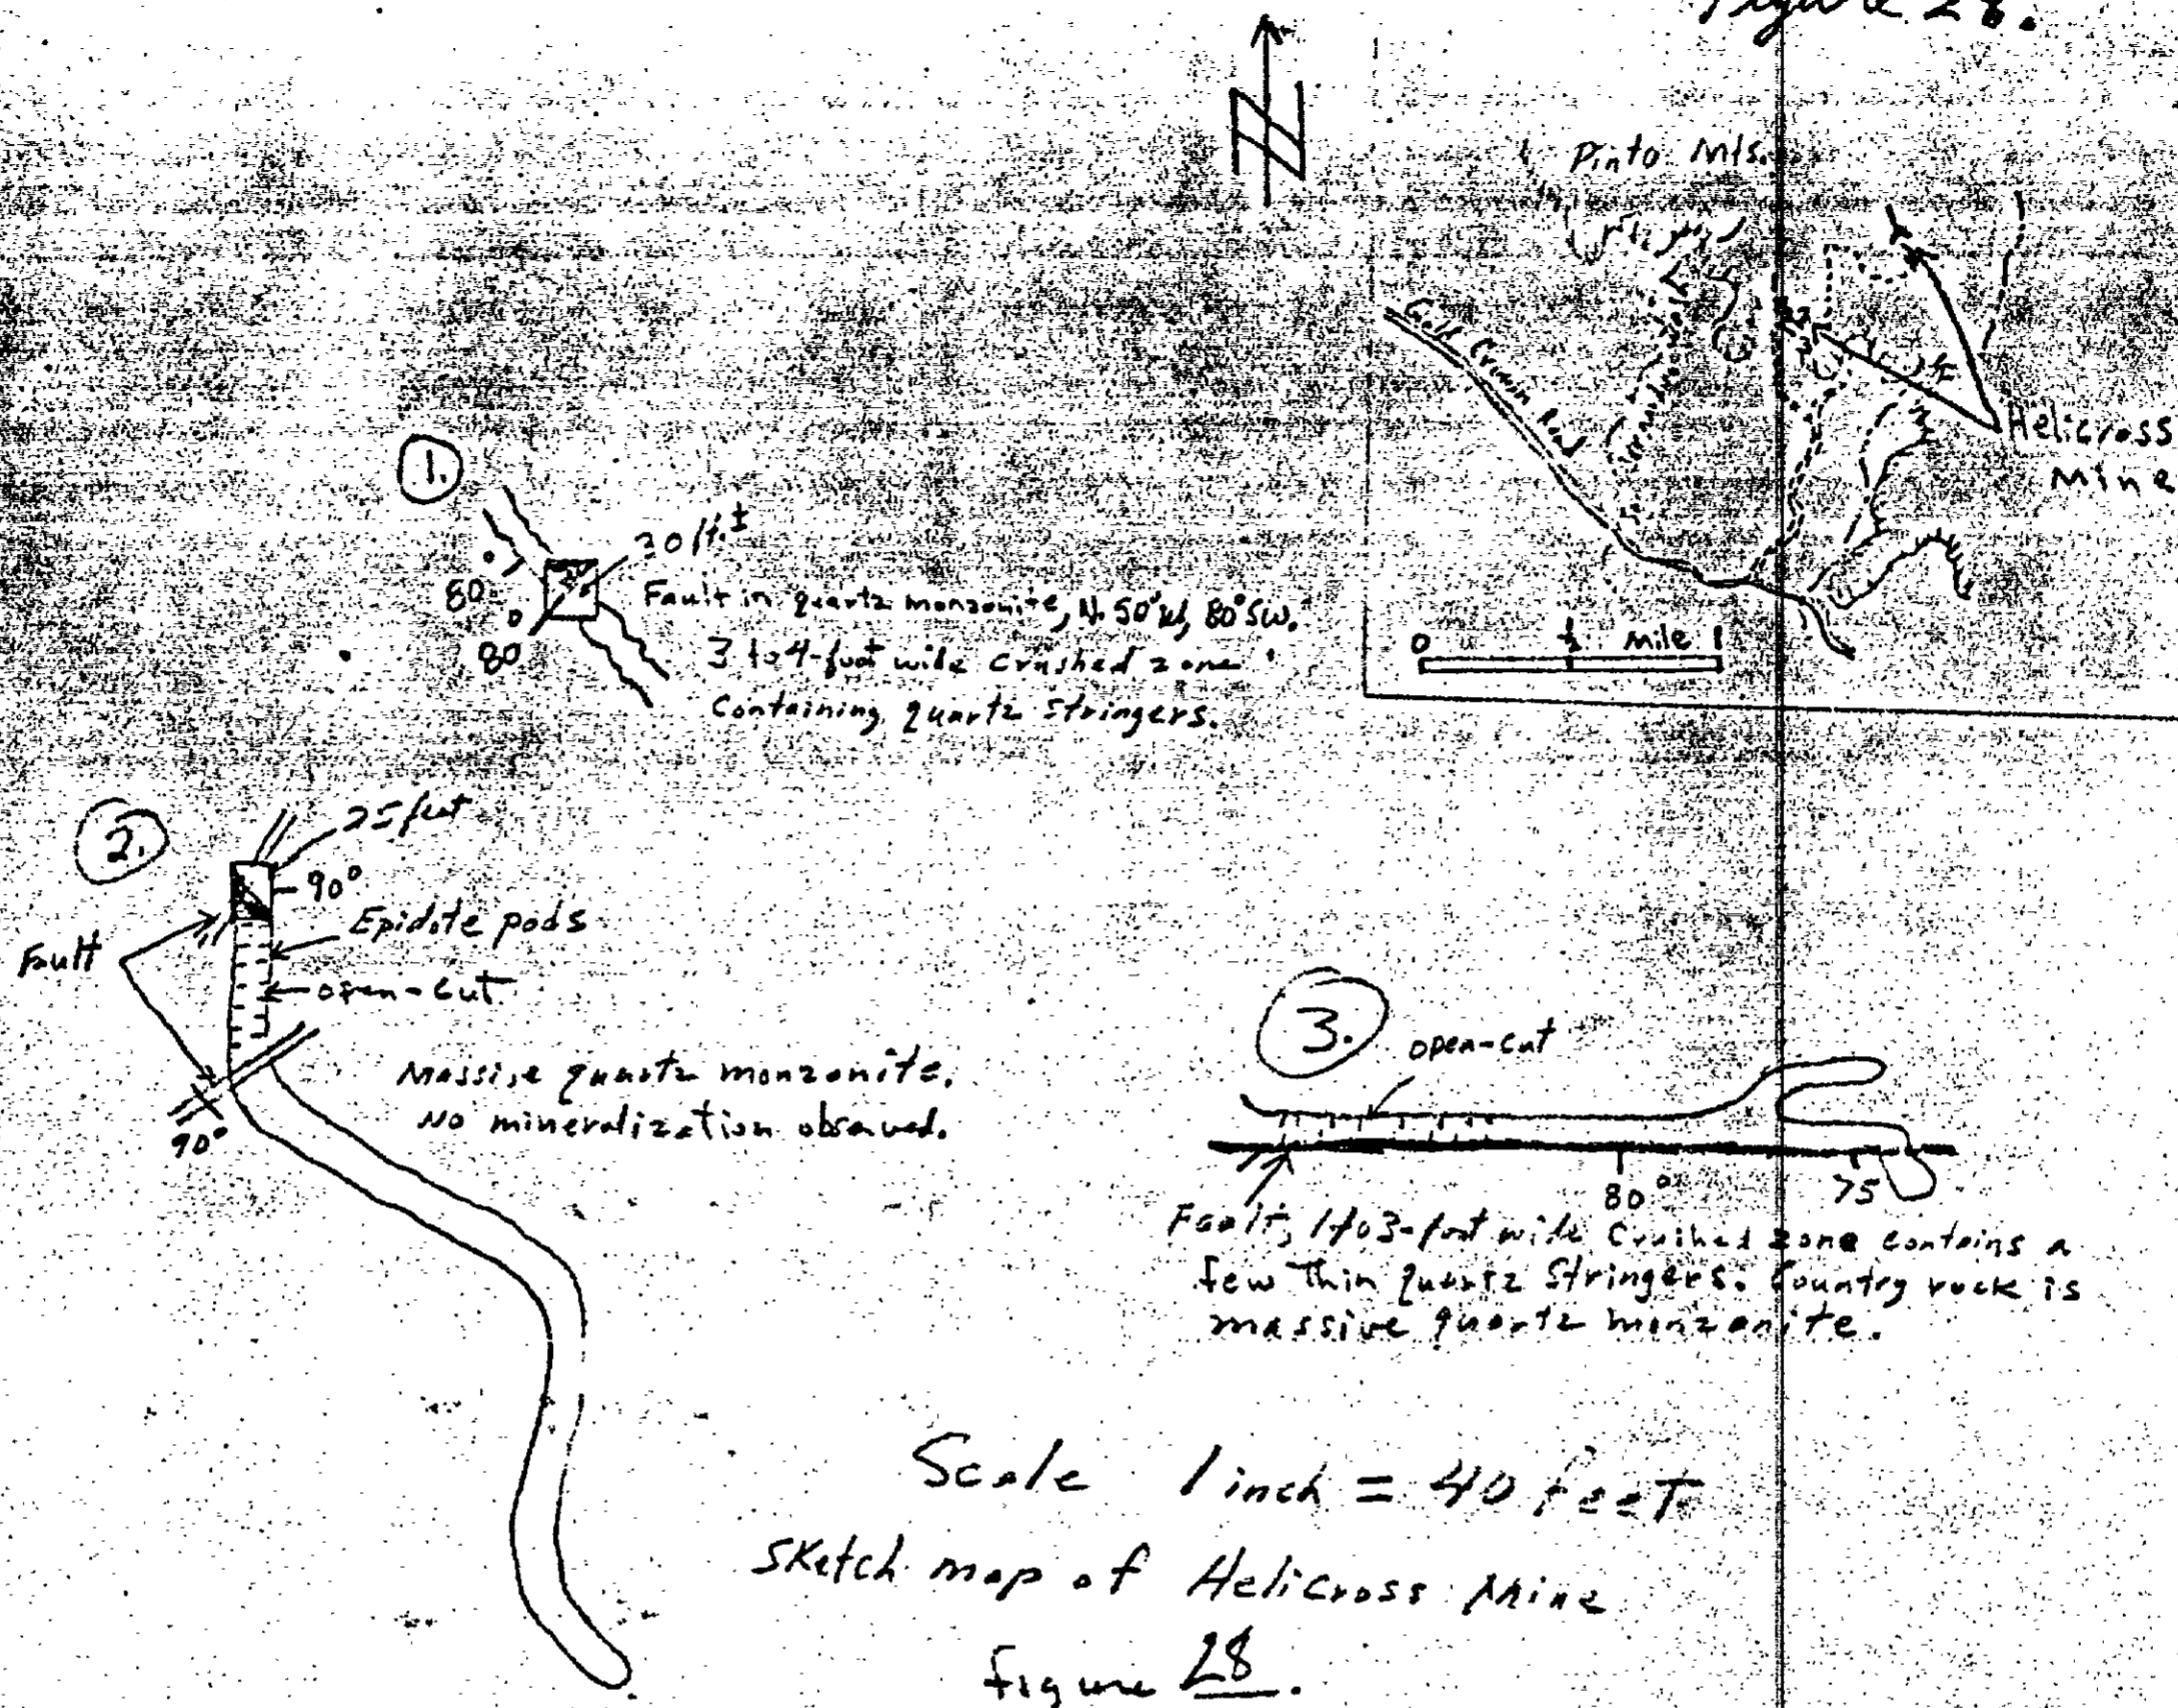 Figure 28.
N
Pinto Mts.
Gold Crown Road
Helicross
Mine
0 ½ mile 1
1.
30 ft.±
80
80
Fault in quartz monzonite, N. 50°W, 80°SW.
3 to 4-foot wide crushed zone
Containing quartz stringers.
2.
25 feet
90°
Epidote pods
Fault
open-cut
90°
Massive quartz monzonite.
No mineralization observed.
3.
open-cut
80°
75
Fault, 1 to 3-foot wide Crushed zone contains a
few Thin quartz Stringers. Country rock is
massive quartz monzonite.
Scale 1 inch = 40 feet
Sketch map of Helicross Mine
Figure 28.